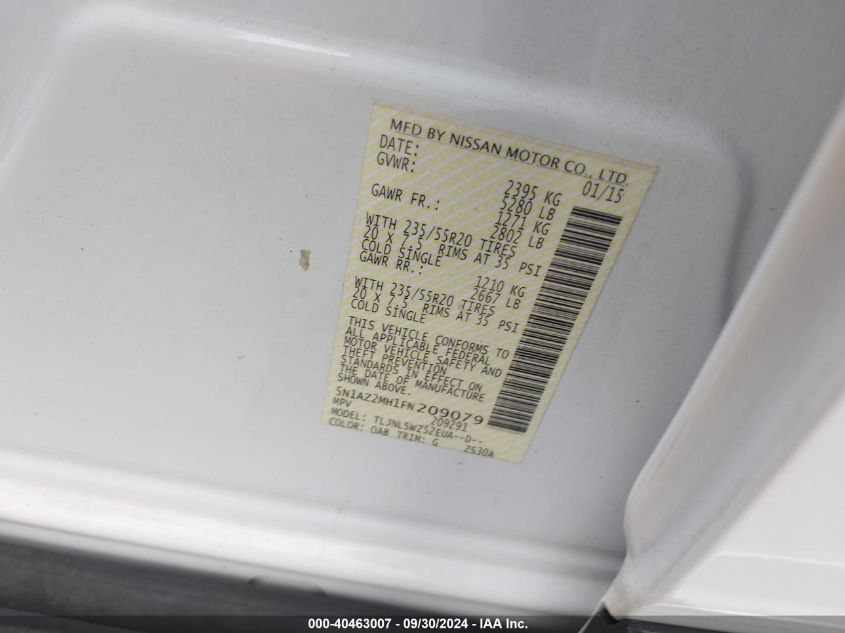 MFD BY NISSAN MOTOR CO., LTD.
DATE: 01/15
GVWR: 2395 KG
5280 LB
GAWR FR.: 1271 KG
2802 LB
WITH 235/55R20 TIRES
20 X 7.5 RIMS AT 35 PSI
COLD SINGLE
GAWR RR.: 1210 KG
2667 LB
WITH 235/55R20 TIRES
20 X 7.5 RIMS AT 35 PSI
COLD SINGLE
THIS VEHICLE CONFORMS TO
ALL APPLICABLE FEDERAL
MOTOR VEHICLE SAFETY AND
THEFT PREVENTION
STANDARDS IN EFFECT ON
THE DATE OF MANUFACTURE
SHOWN ABOVE.
5N1AZ2MH1FN209079
MPV 209291
MODEL: TLJNLSWZ52EUA--D--
COLOR: QAB TRIM: G Z530A
000-40463007 - 09/30/2024 - IAA Inc.